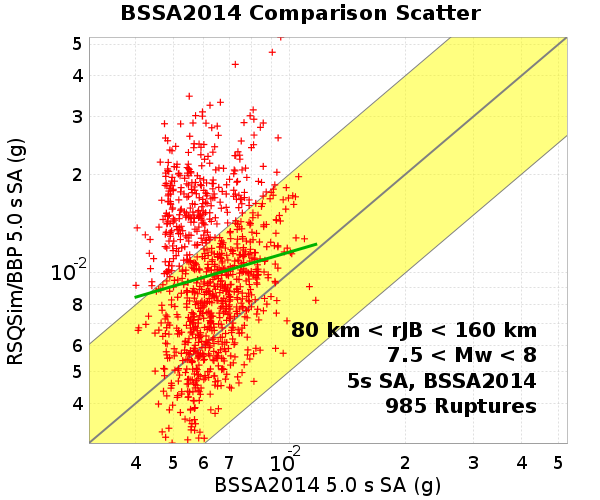 BSSA2014 Comparison Scatter
RSQSim/BBP 5.0 s SA (g)
5
4
3
2
10-2
8
6
5
4
80 km < rJB < 160 km
7.5 < Mw < 8
5s SA, BSSA2014
985 Ruptures
4 5 6 7 10-2 2 3 4 5
BSSA2014 5.0 s SA (g)